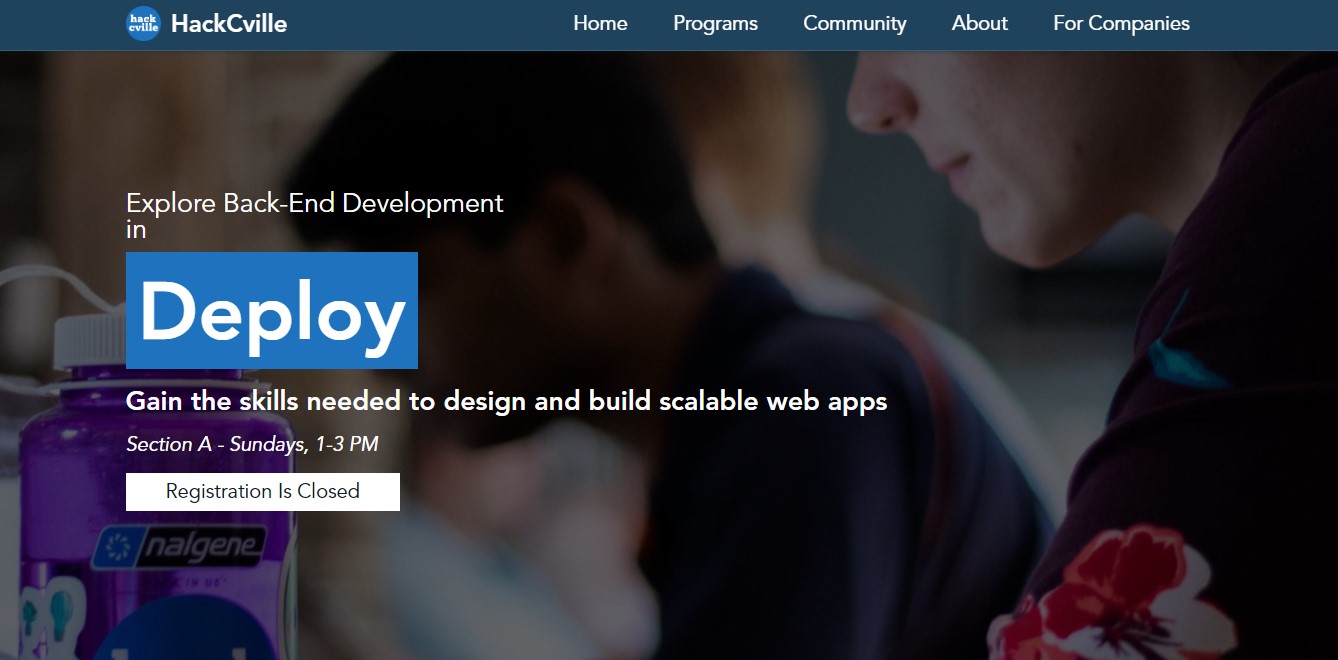 hack
cville
HackCville
Home
Programs
Community
About
For Companies
Explore Back-End Development
in
Deploy
Gain the skills needed to design and build scalable web apps
Section A - Sundays, 1-3 PM
Registration Is Closed
nalgene